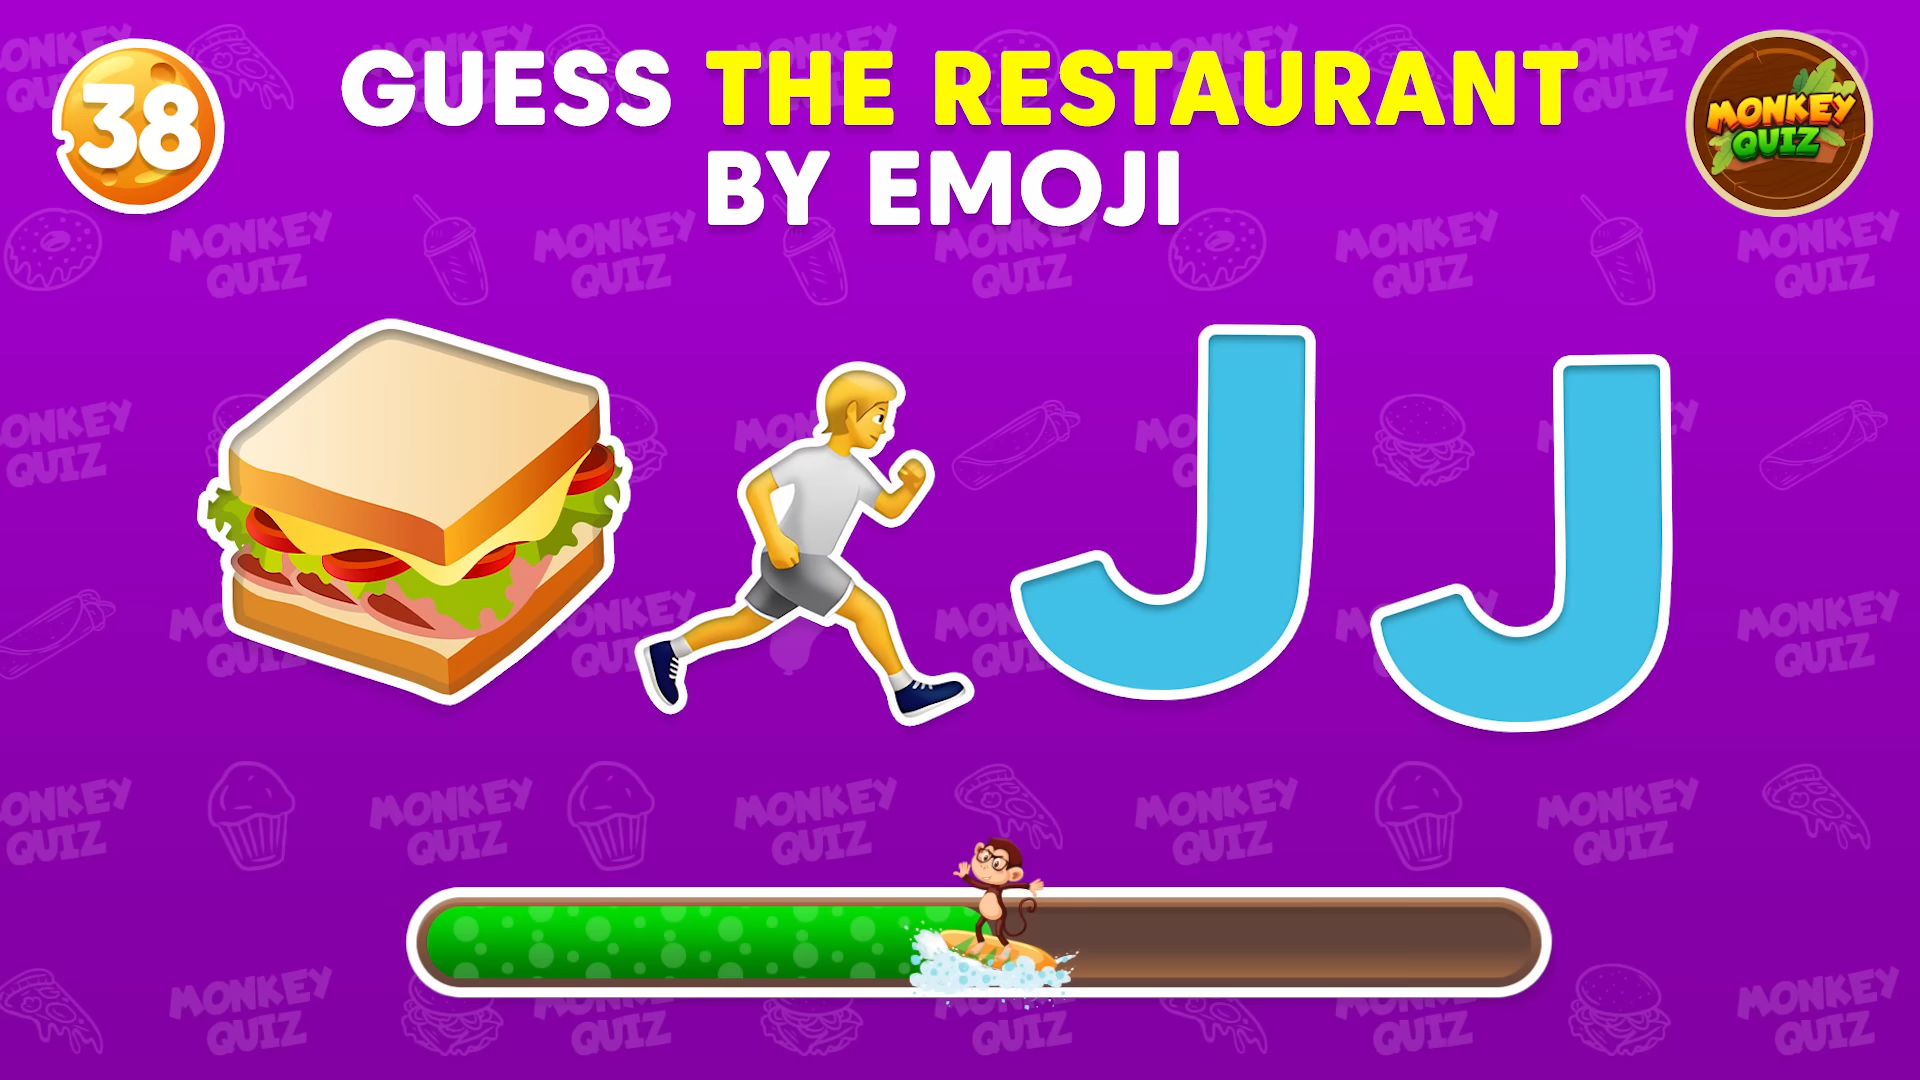 38
GUESS THE RESTAURANT
BY EMOJI
MONKEY
QUIZ
J J